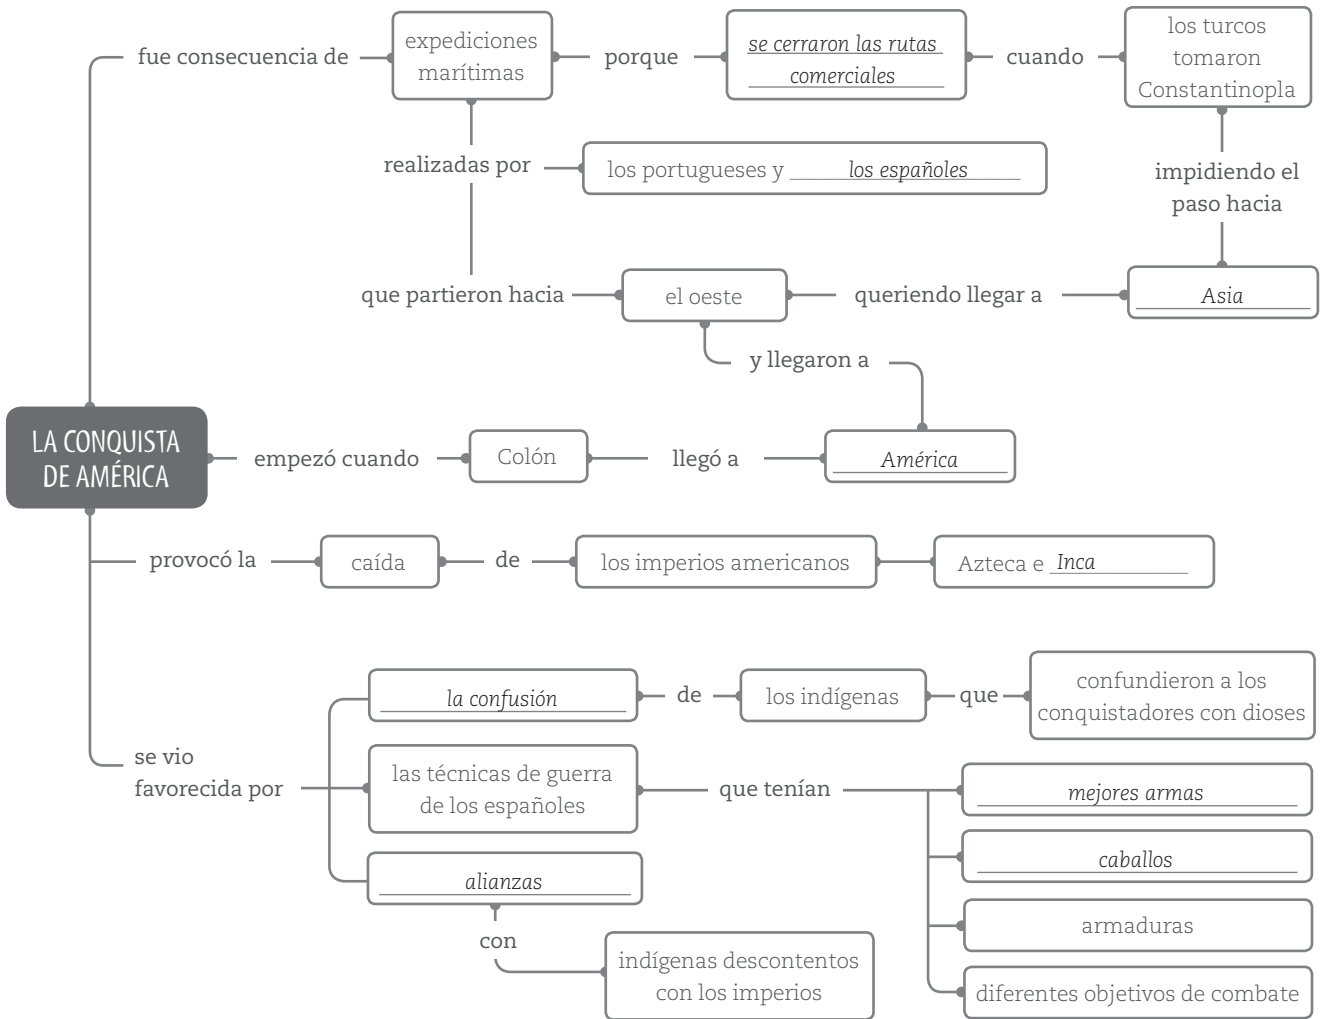 fue consecuencia de
expediciones
marítimas
porque
se cerraron las rutas
comerciales
cuando
los turcos
tomaron
Constantinopla
realizadas por
los portugueses y los españoles
impidiendo el
paso hacia
que partieron hacia
el oeste
queriendo llegar a
Asia
y llegaron a
LA CONQUISTA
DE AMÉRICA
empezó cuando
Colón
llegó a
América
provocó la
caída
de
los imperios americanos
Azteca e Inca
se vio
favorecida por
la confusión
de
los indígenas
que
confundieron a los
conquistadores con dioses
las técnicas de guerra
de los españoles
que tenían
mejores armas
caballos
armaduras
diferentes objetivos de combate
alianzas
con
indígenas descontentos
con los imperios